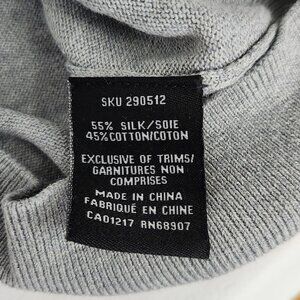 SKU 290512
55% SILK/SOIE
45%COTTON/COTON
EXCLUSIVE OF TRIMS/
GARNITURES NON
COMPRISES
MADE IN CHINA
FABRIQUÉ EN CHINE
CA01217 RN68907